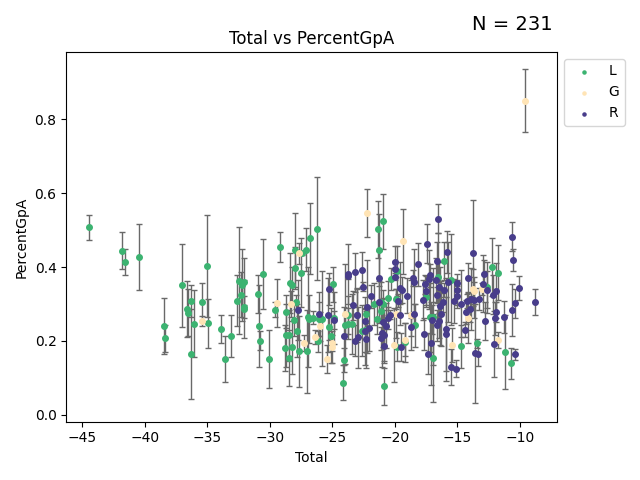 N = 231
Total vs PercentGpA
L
G
R
PercentGpA
0.8
0.6
0.4
0.2
0.0
−45 −40 −35 −30 −25 −20 −15 −10
Total